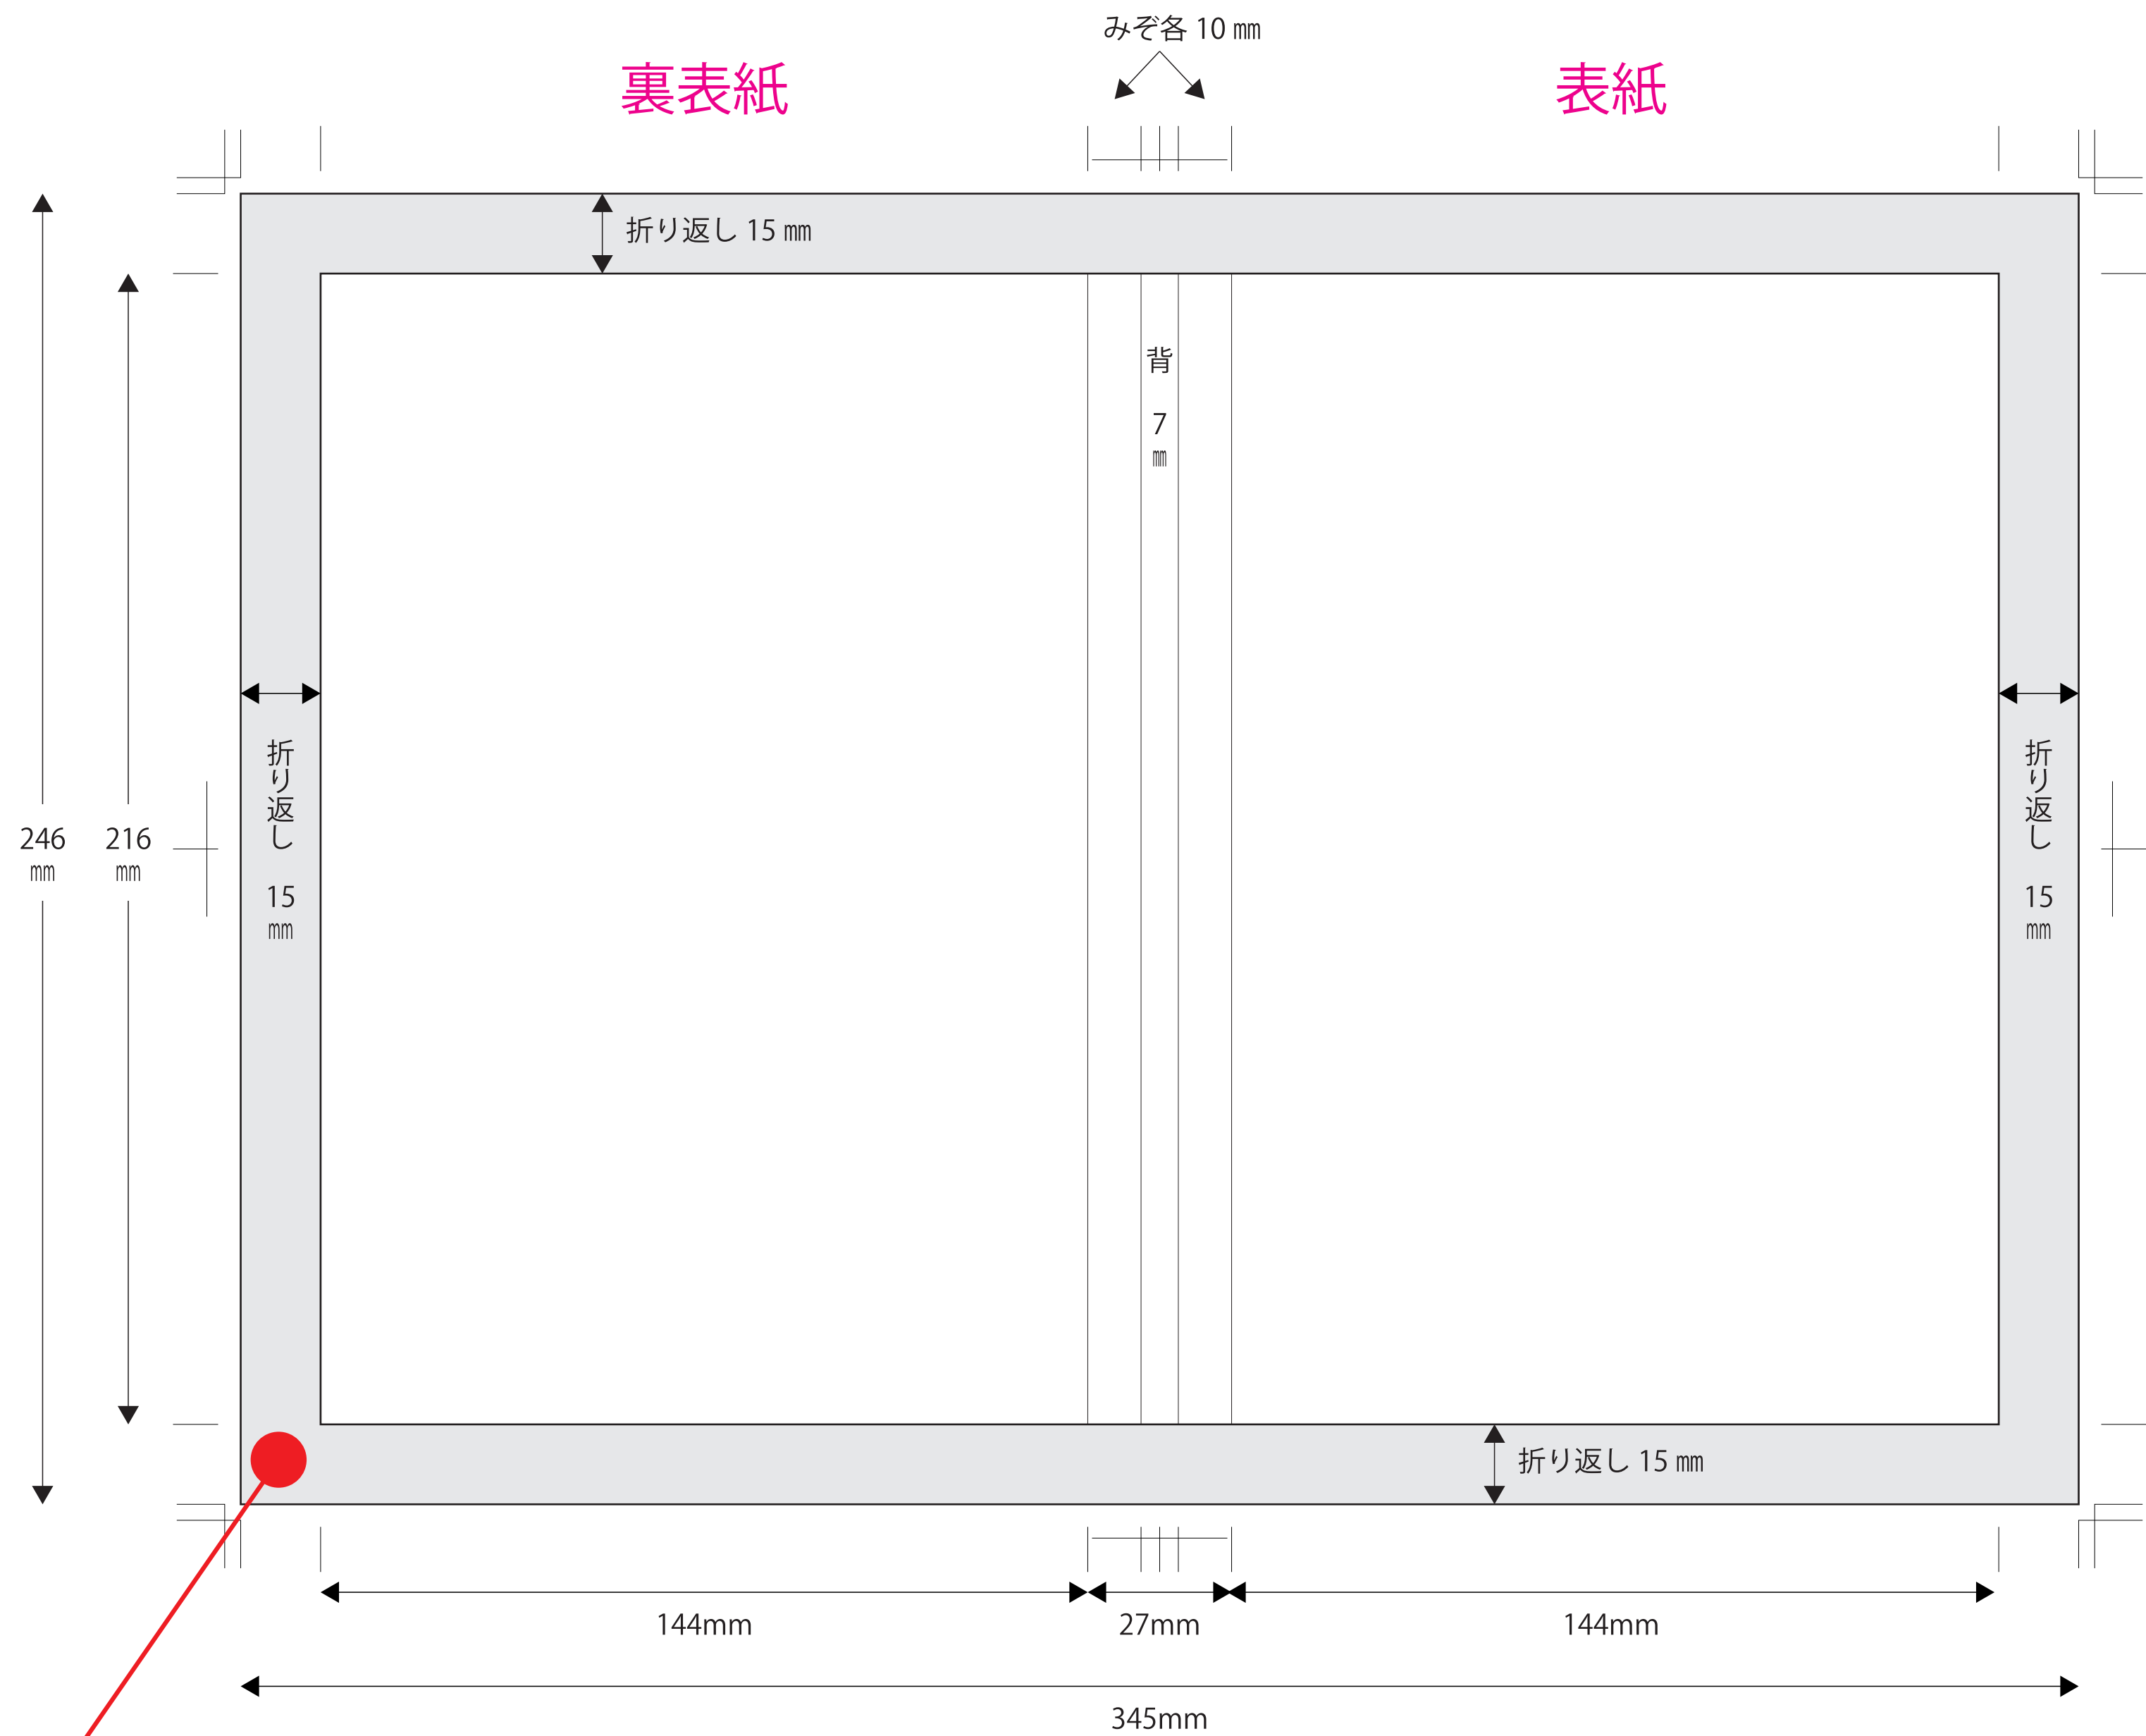 みぞ各 10 ㎜
裏表紙
表紙
折り返し 15 ㎜
背 7 ㎜
折り返し 15 ㎜
折り返し 15 ㎜
246 ㎜
216 ㎜
折り返し 15 ㎜
144mm
27mm
144mm
345mm